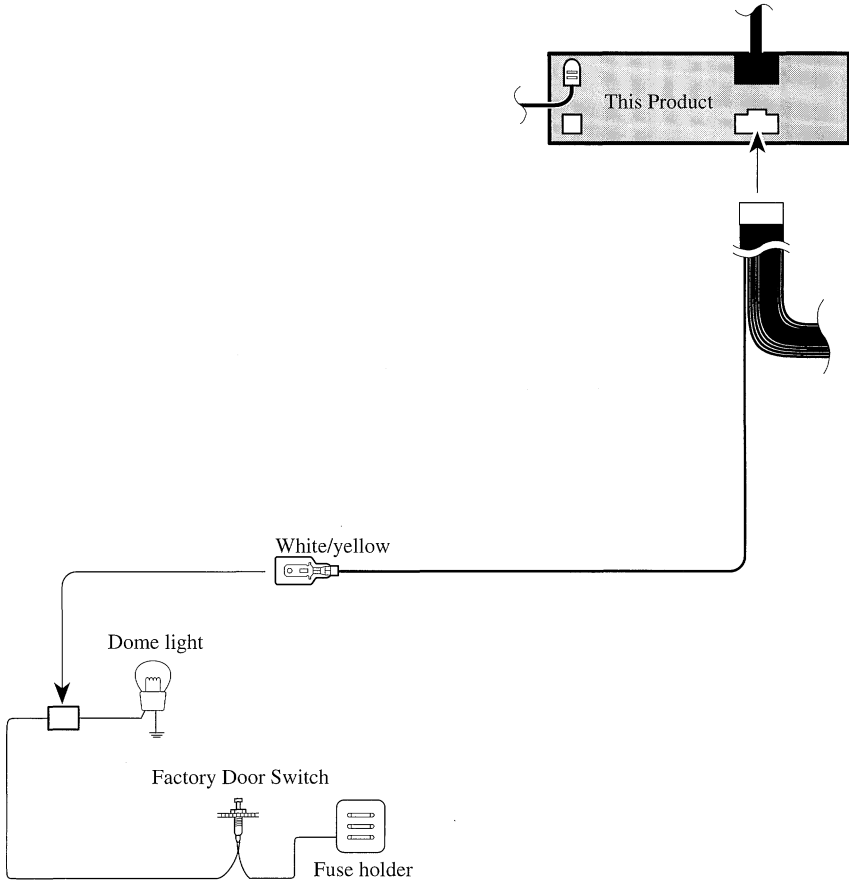 This Product
White/yellow
Dome light
Factory Door Switch
Fuse holder